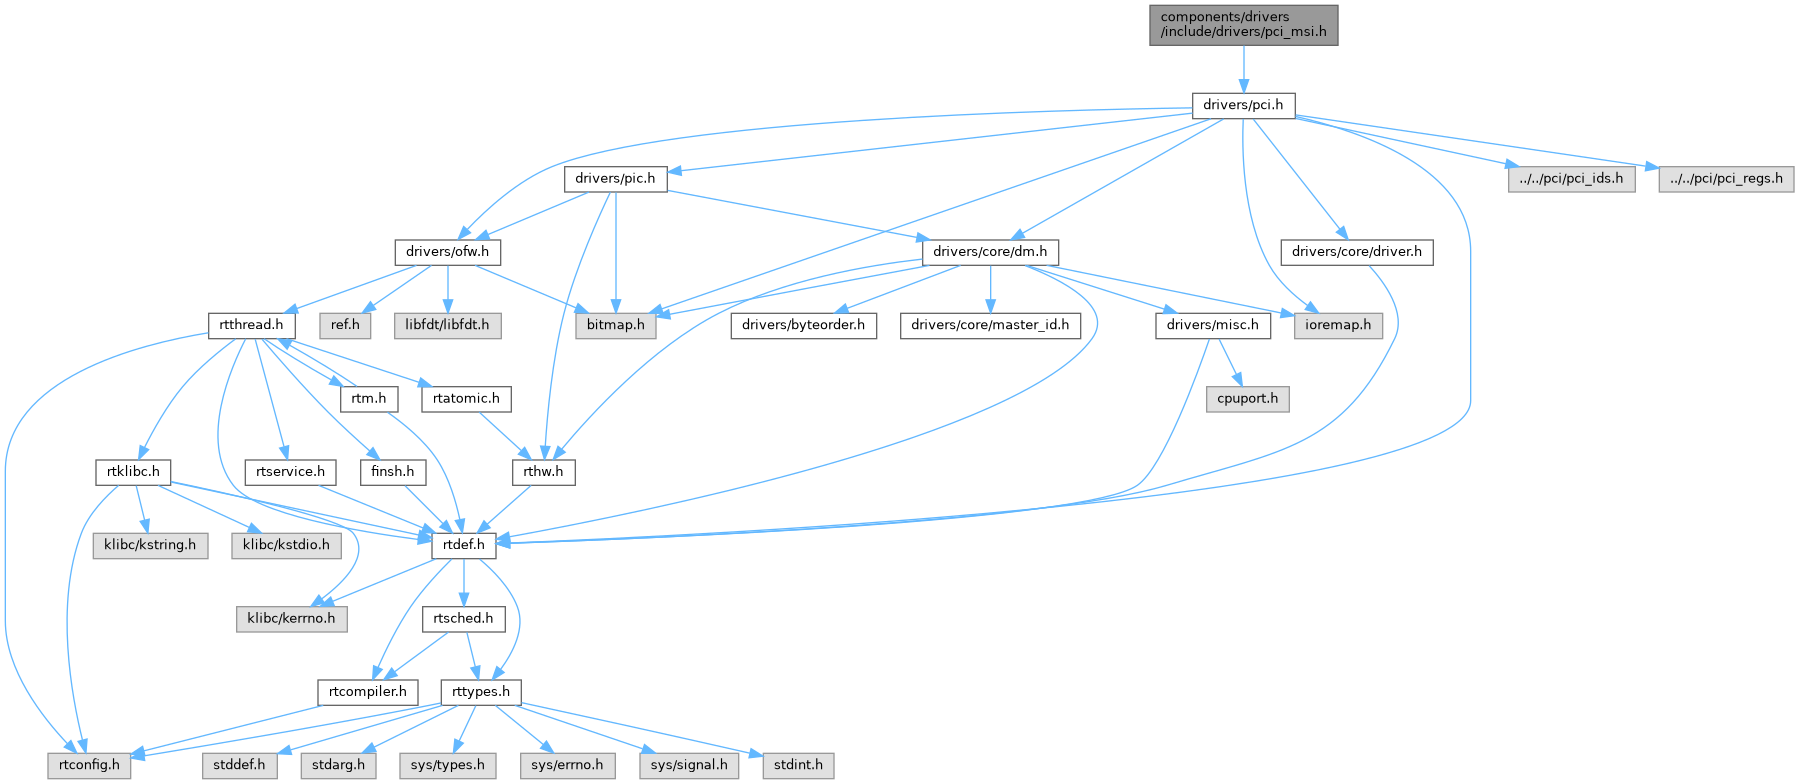 components/drivers
/include/drivers/pci_msi.h
drivers/pci.h
drivers/pic.h
../../pci/pci_ids.h
../../pci/pci_regs.h
drivers/ofw.h
drivers/core/dm.h
drivers/core/driver.h
rtthread.h
ref.h
libfdt/libfdt.h
bitmap.h
drivers/byteorder.h
drivers/core/master_id.h
drivers/misc.h
ioremap.h
rtm.h
rtatomic.h
cpuport.h
rtklibc.h
rtservice.h
finsh.h
rthw.h
klibc/kstring.h
klibc/kstdio.h
rtdef.h
klibc/kerrno.h
rtsched.h
rtcompiler.h
rttypes.h
rtconfig.h
stddef.h
stdarg.h
sys/types.h
sys/errno.h
sys/signal.h
stdint.h